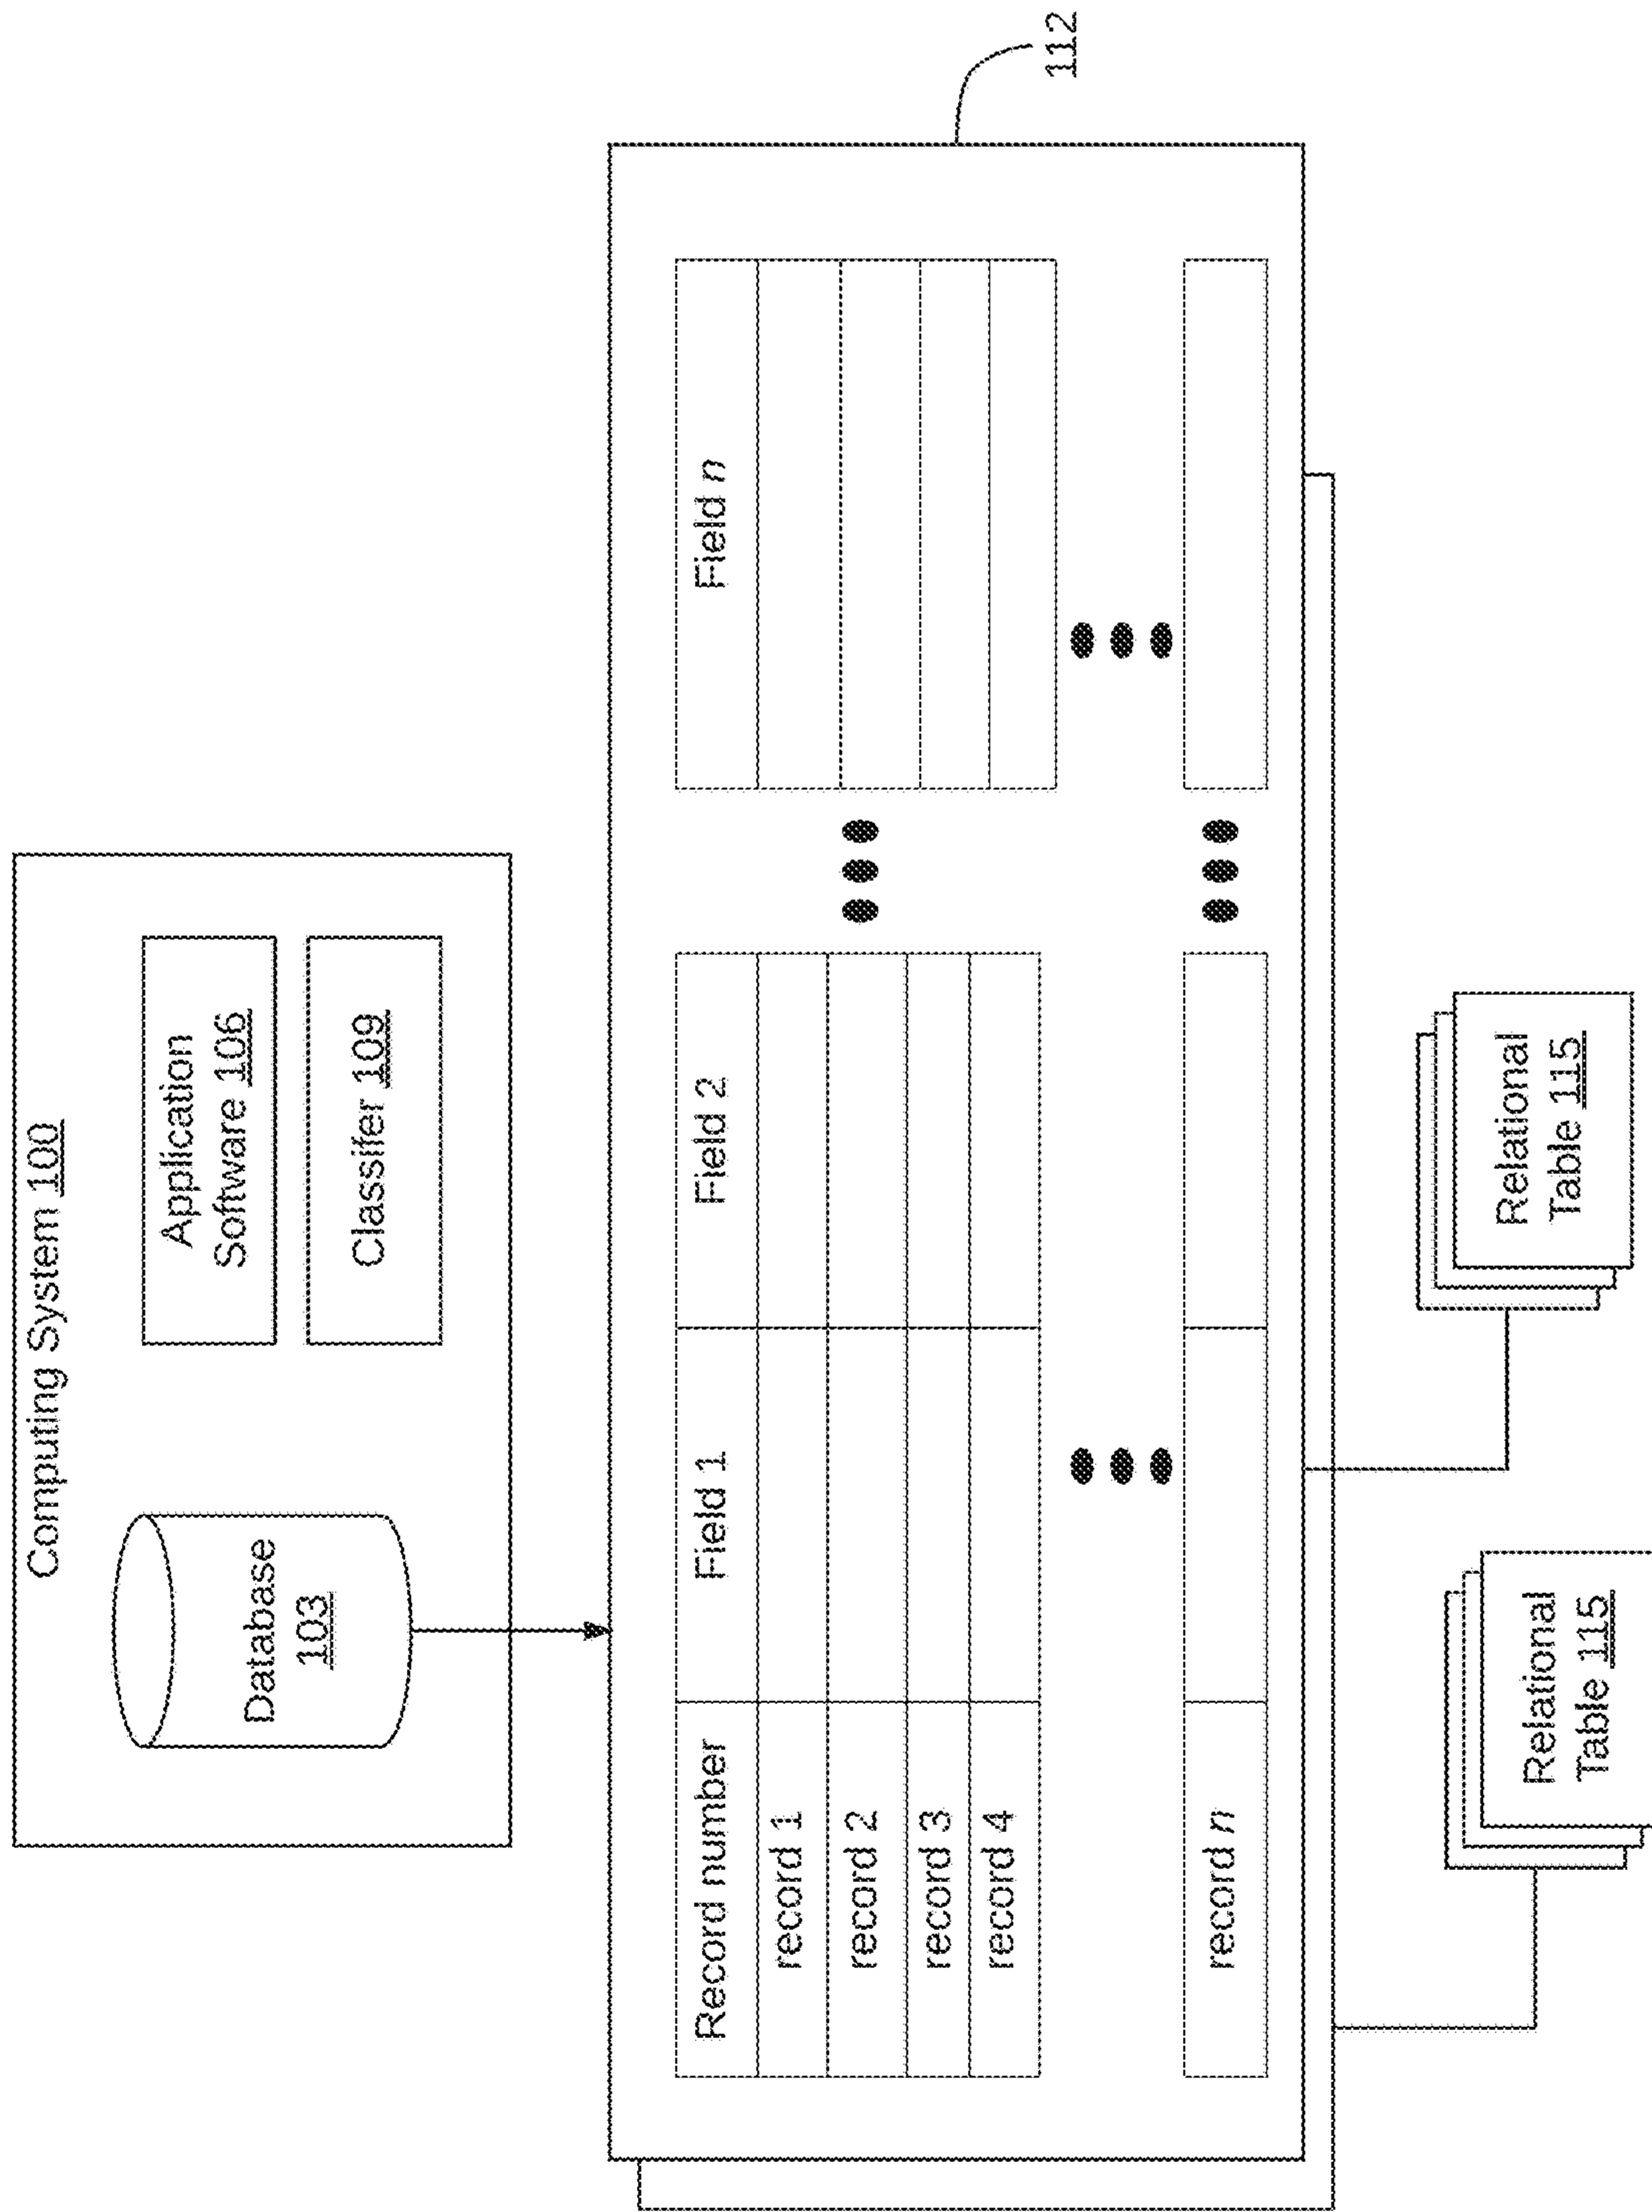 Computing System 100
Database
103
Application
Software 106
Classifer 109
112
Record number
Field 1
Field 2
Field n
record 1
record 2
record 3
record 4
record n
Relational
Table 115
Relational
Table 115